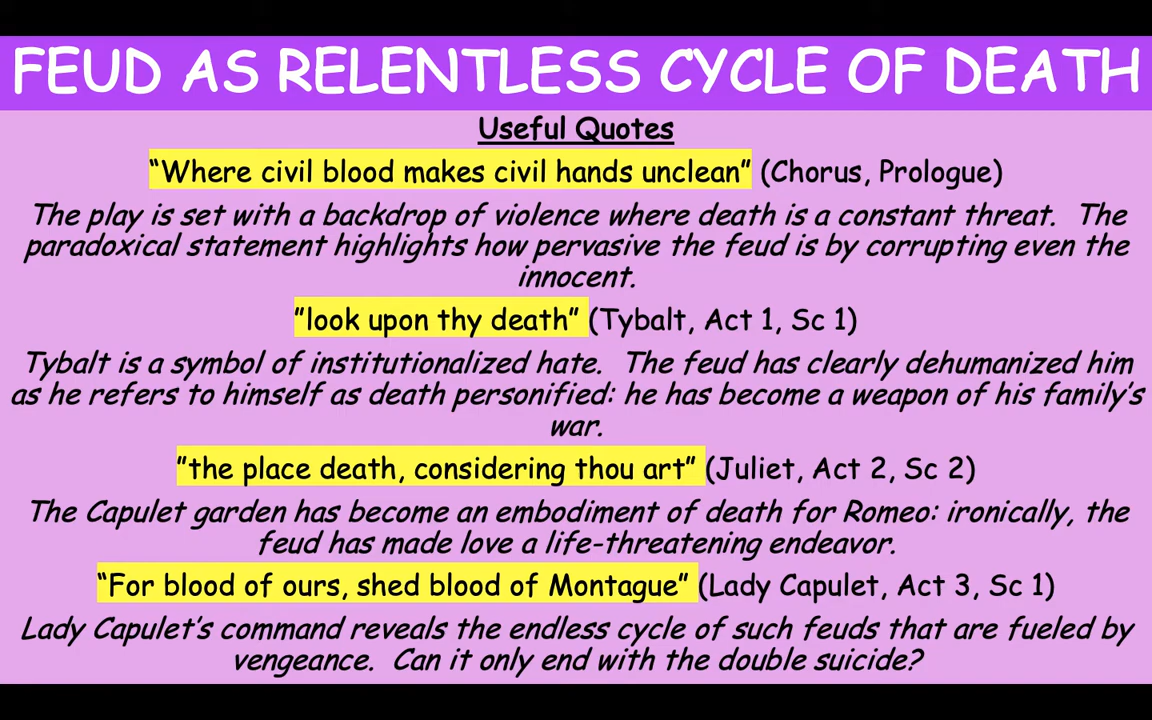 FEUD AS RELENTLESS CYCLE OF DEATH
Useful Quotes
“Where civil blood makes civil hands unclean” (Chorus, Prologue)
The play is set with a backdrop of violence where death is a constant threat. The
paradoxical statement highlights how pervasive the feud is by corrupting even the
innocent.
”look upon thy death” (Tybalt, Act 1, Sc 1)
Tybalt is a symbol of institutionalized hate. The feud has clearly dehumanized him
as he refers to himself as death personified: he has become a weapon of his family’s
war.
”the place death, considering thou art” (Juliet, Act 2, Sc 2)
The Capulet garden has become an embodiment of death for Romeo: ironically, the
feud has made love a life-threatening endeavor.
“For blood of ours, shed blood of Montague” (Lady Capulet, Act 3, Sc 1)
Lady Capulet’s command reveals the endless cycle of such feuds that are fueled by
vengeance. Can it only end with the double suicide?